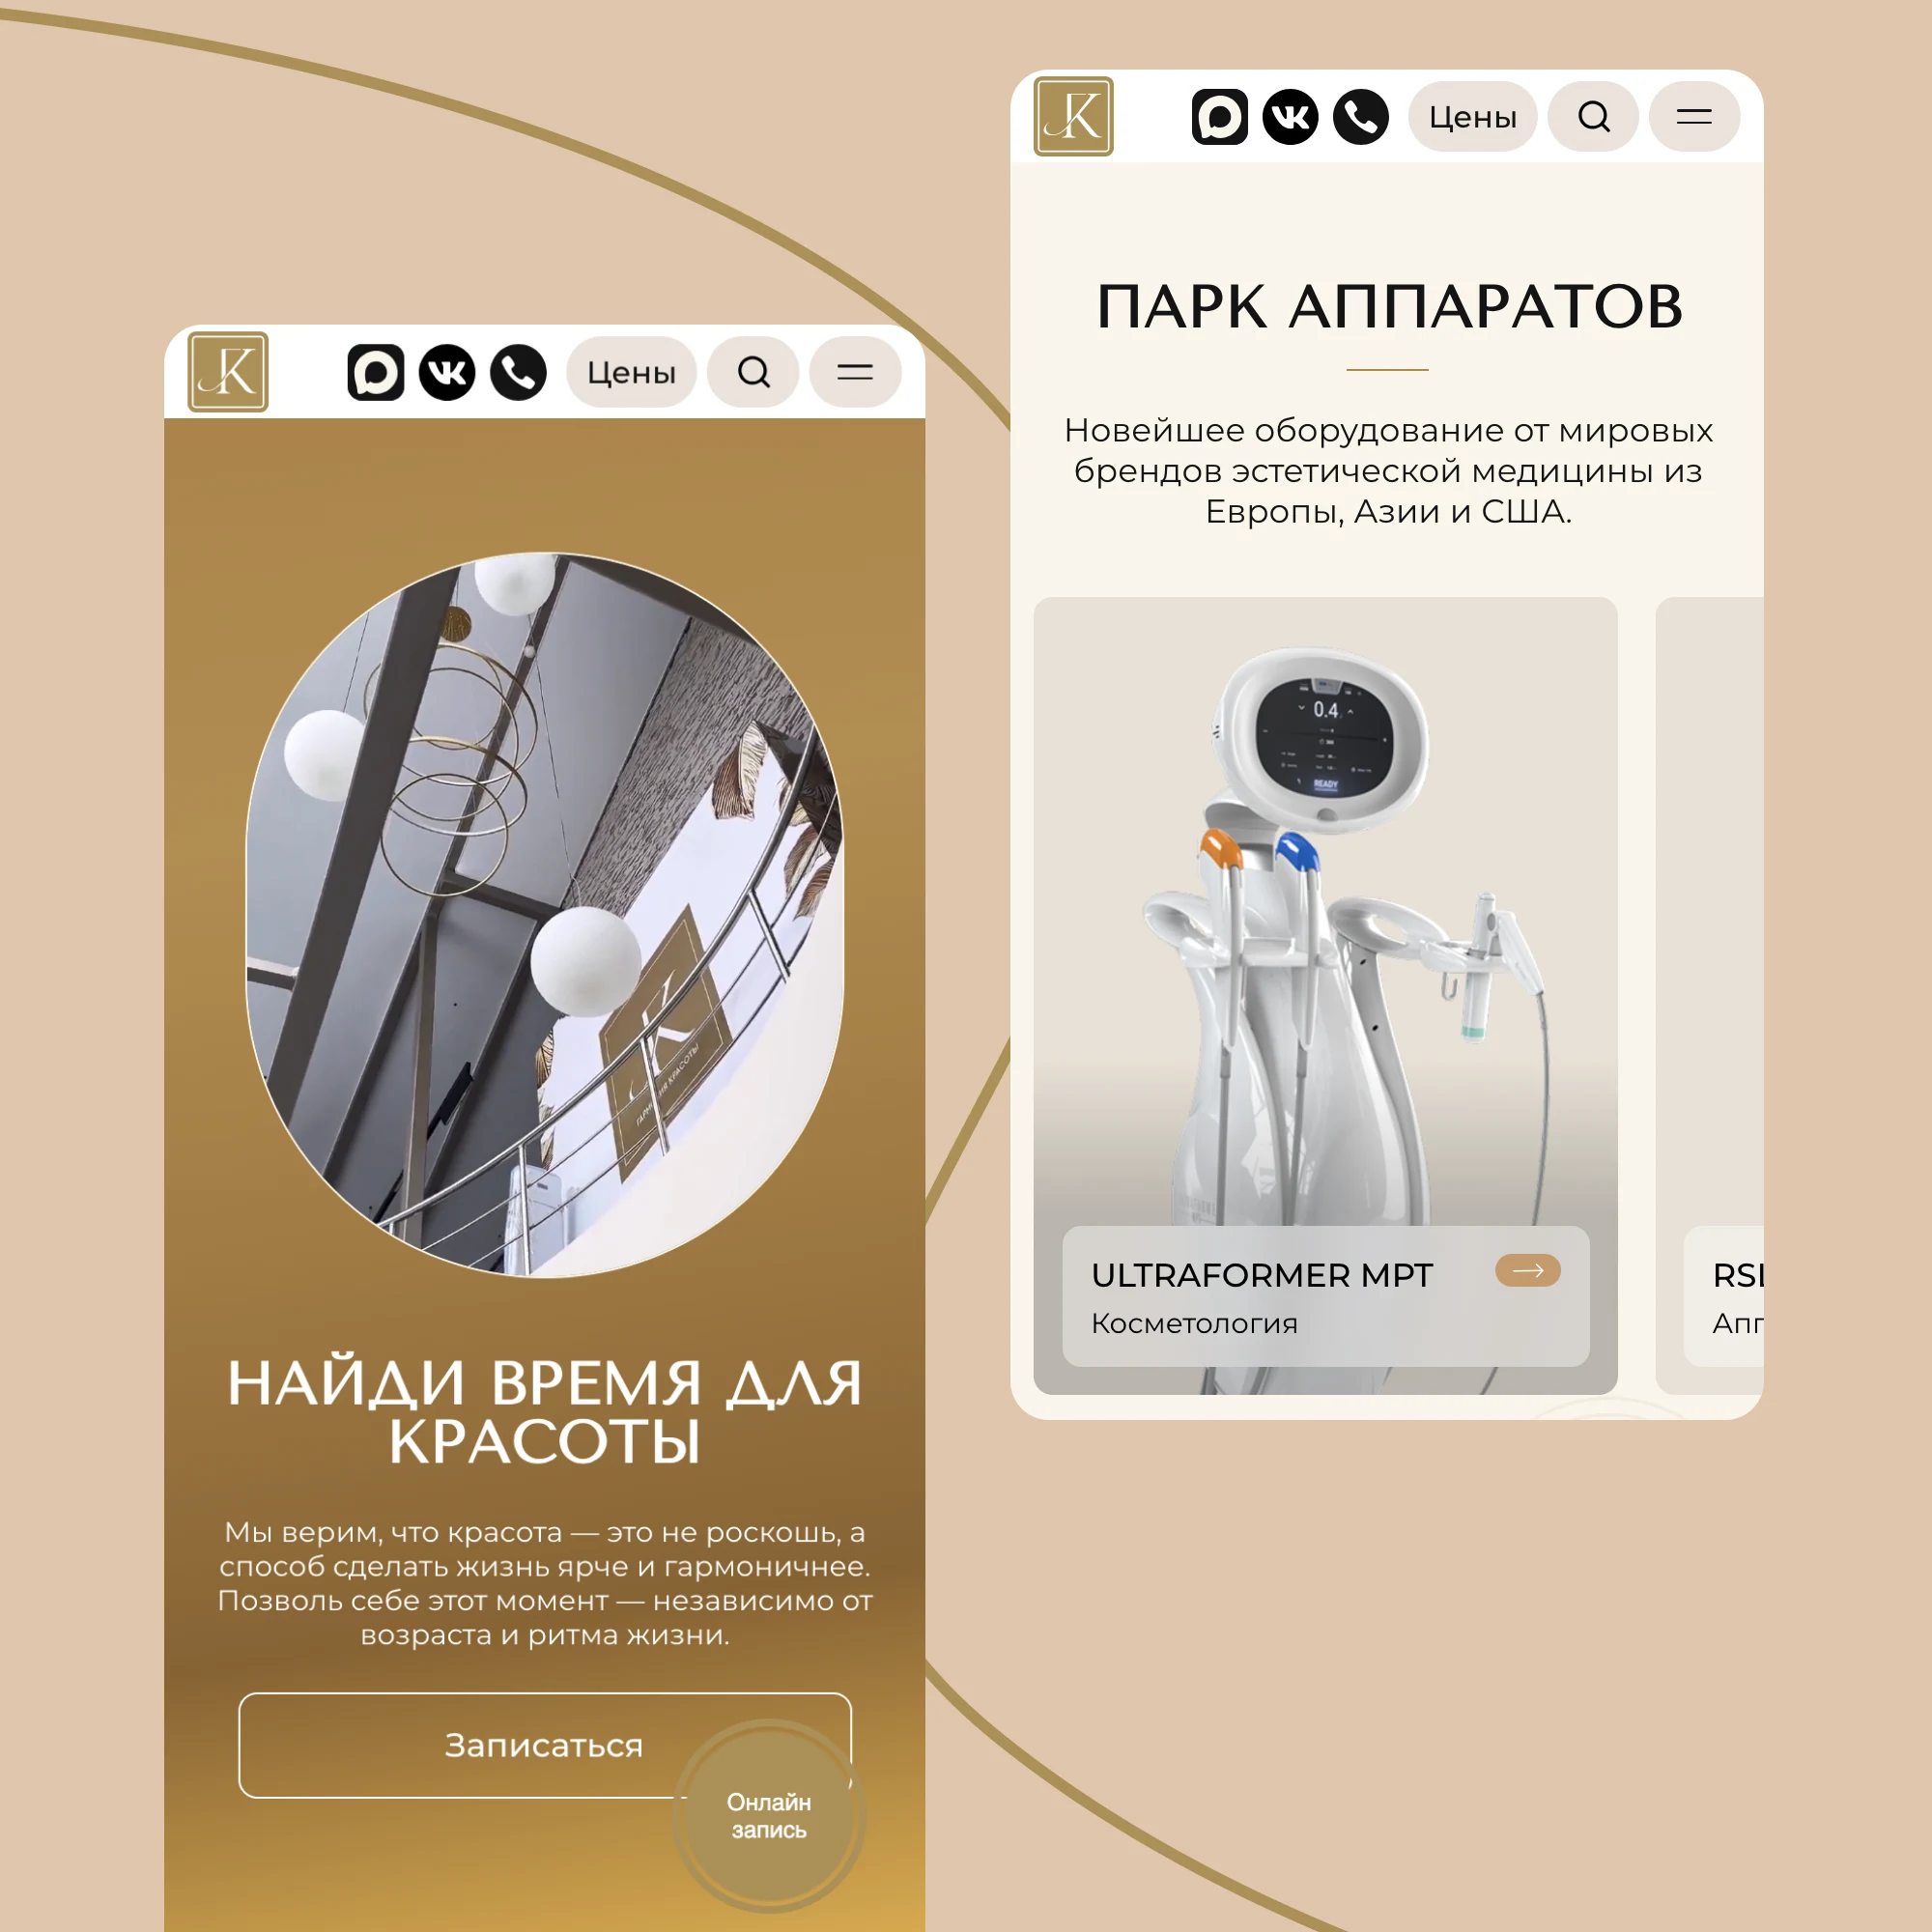 Цены
НАЙДИ ВРЕМЯ ДЛЯ
КРАСОТЫ
Мы верим, что красота — это не роскошь, а
способ сделать жизнь ярче и гармоничнее.
Позволь себе этот момент — независимо от
возраста и ритма жизни.
Записаться
Онлайн
запись
Цены
ПАРК АППАРАТОВ
Новейшее оборудование от мировых
брендов эстетической медицины из
Европы, Азии и США.
0.4
READY
ULTRAFORMER MPT
Косметология